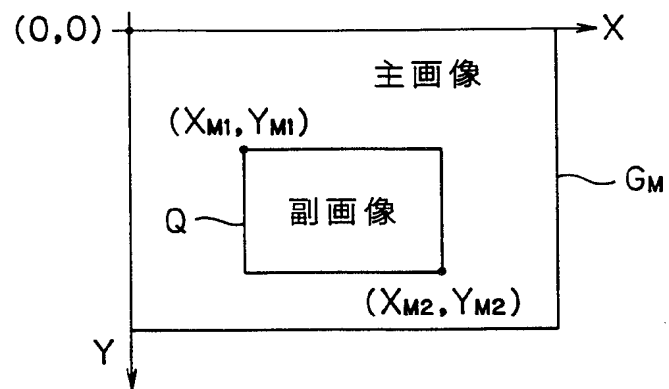 (0,0)
X
主画像
(XM1,YM1)
GM
Q
副画像
(XM2,YM2)
Y